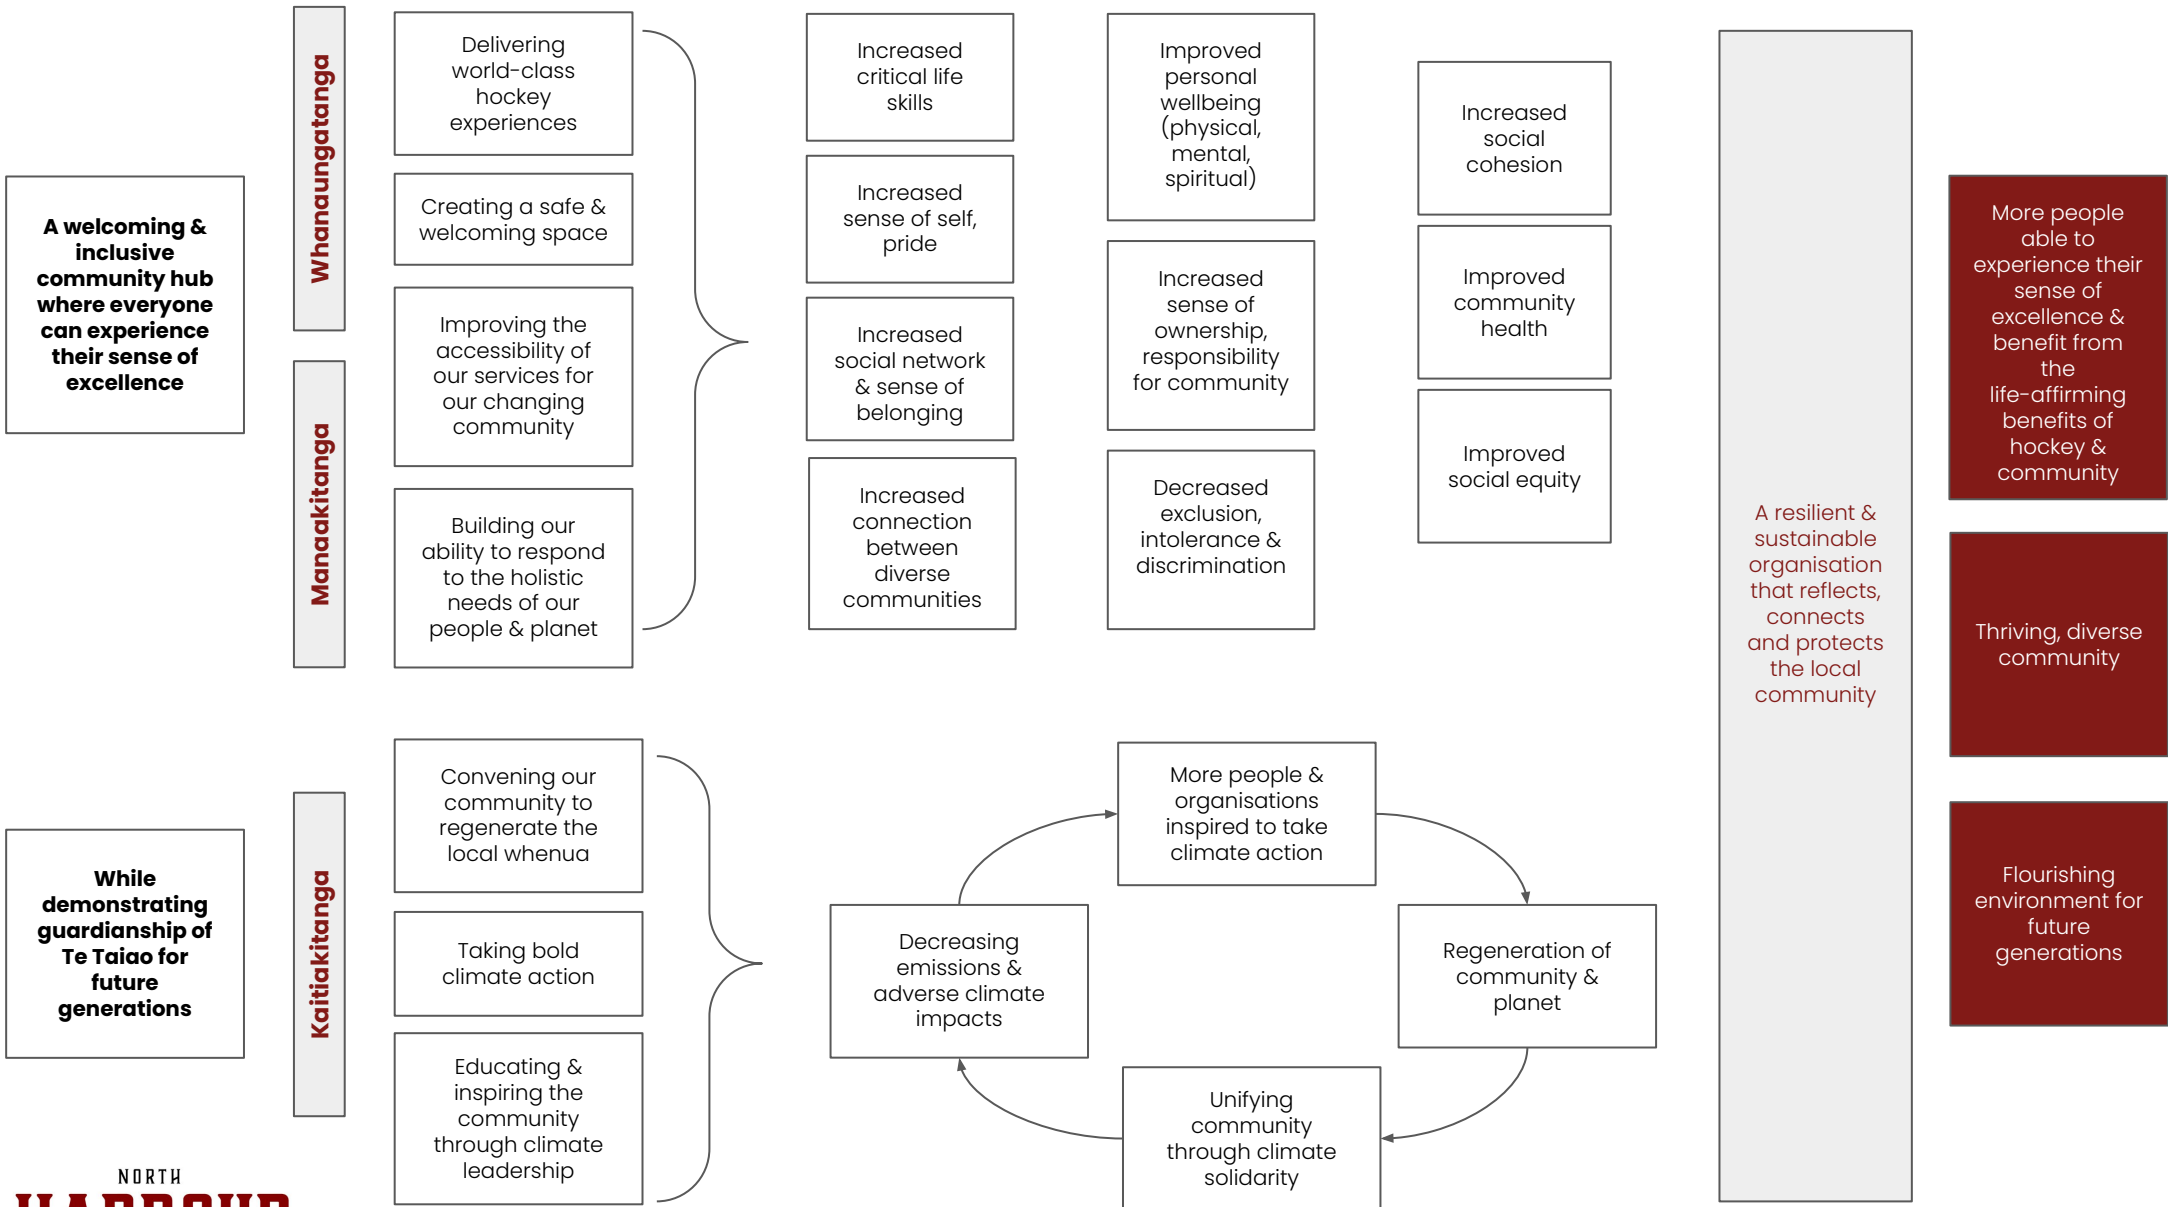 A welcoming &
inclusive
community hub
where everyone
can experience
their sense of
excellence
Whanaungatanga
Manaakitanga
Delivering
world-class
hockey
experiences
Creating a safe &
welcoming space
Improving the
accessibility of
our services for
our changing
community
Building our
ability to respond
to the holistic
needs of our
people & planet
Increased
critical life
skills
Increased
sense of self,
pride
Increased
social network
& sense of
belonging
Increased
connection
between
diverse
communities
Improved
personal
wellbeing
(physical,
mental,
spiritual)
Increased
sense of
ownership,
responsibility
for community
Decreased
exclusion,
intolerance &
discrimination
Increased
social
cohesion
Improved
community
health
Improved
social equity
While
demonstrating
guardianship of
Te Taiao for
future
generations
Kaitiakitanga
Convening our
community to
regenerate the
local whenua
Taking bold
climate action
Educating &
inspiring the
community
through climate
leadership
More people &
organisations
inspired to take
climate action
Regeneration of
community &
planet
Unifying
community
through climate
solidarity
Decreasing
emissions &
adverse climate
impacts
A resilient &
sustainable
organisation
that reflects,
connects
and protects
the local
community
More people
able to
experience their
sense of
excellence &
benefit from
the
life-affirming
benefits of
hockey &
community
Thriving, diverse
community
Flourishing
environment for
future
generations
NORTH
HARBOUR